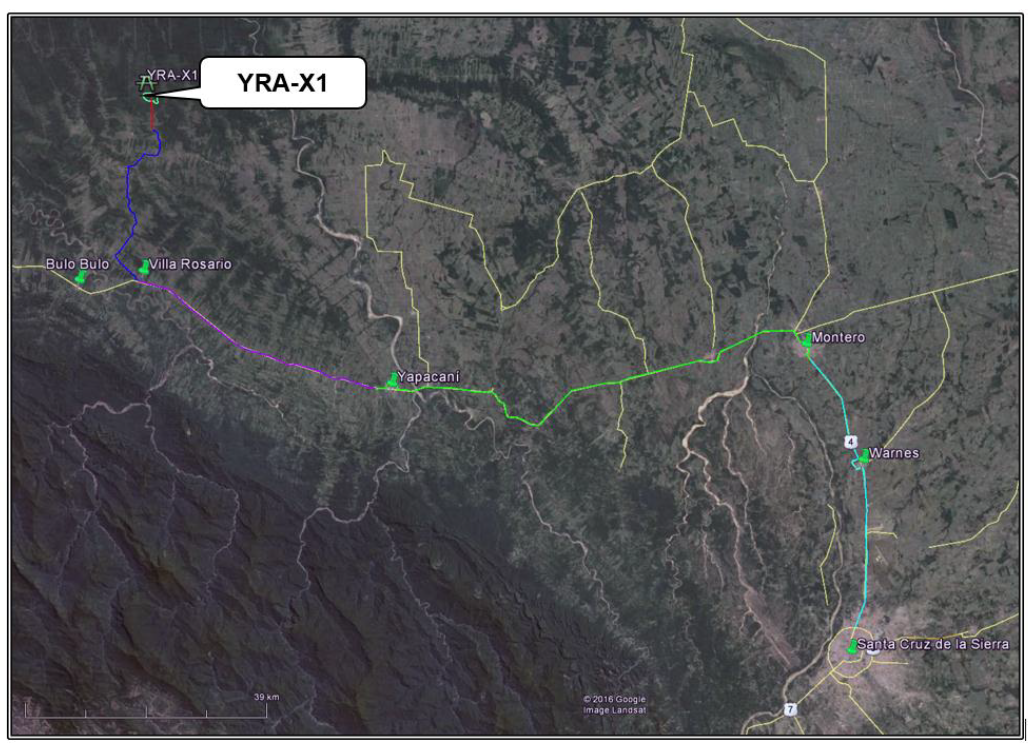 YRA-X1
YRA-X1
Bulo Bulo
Villa Rosario
Yapacaní
Montero
4
Warnes
Santa Cruz de la Sierra
7
39 km
© 2016 Google
Image Landsat